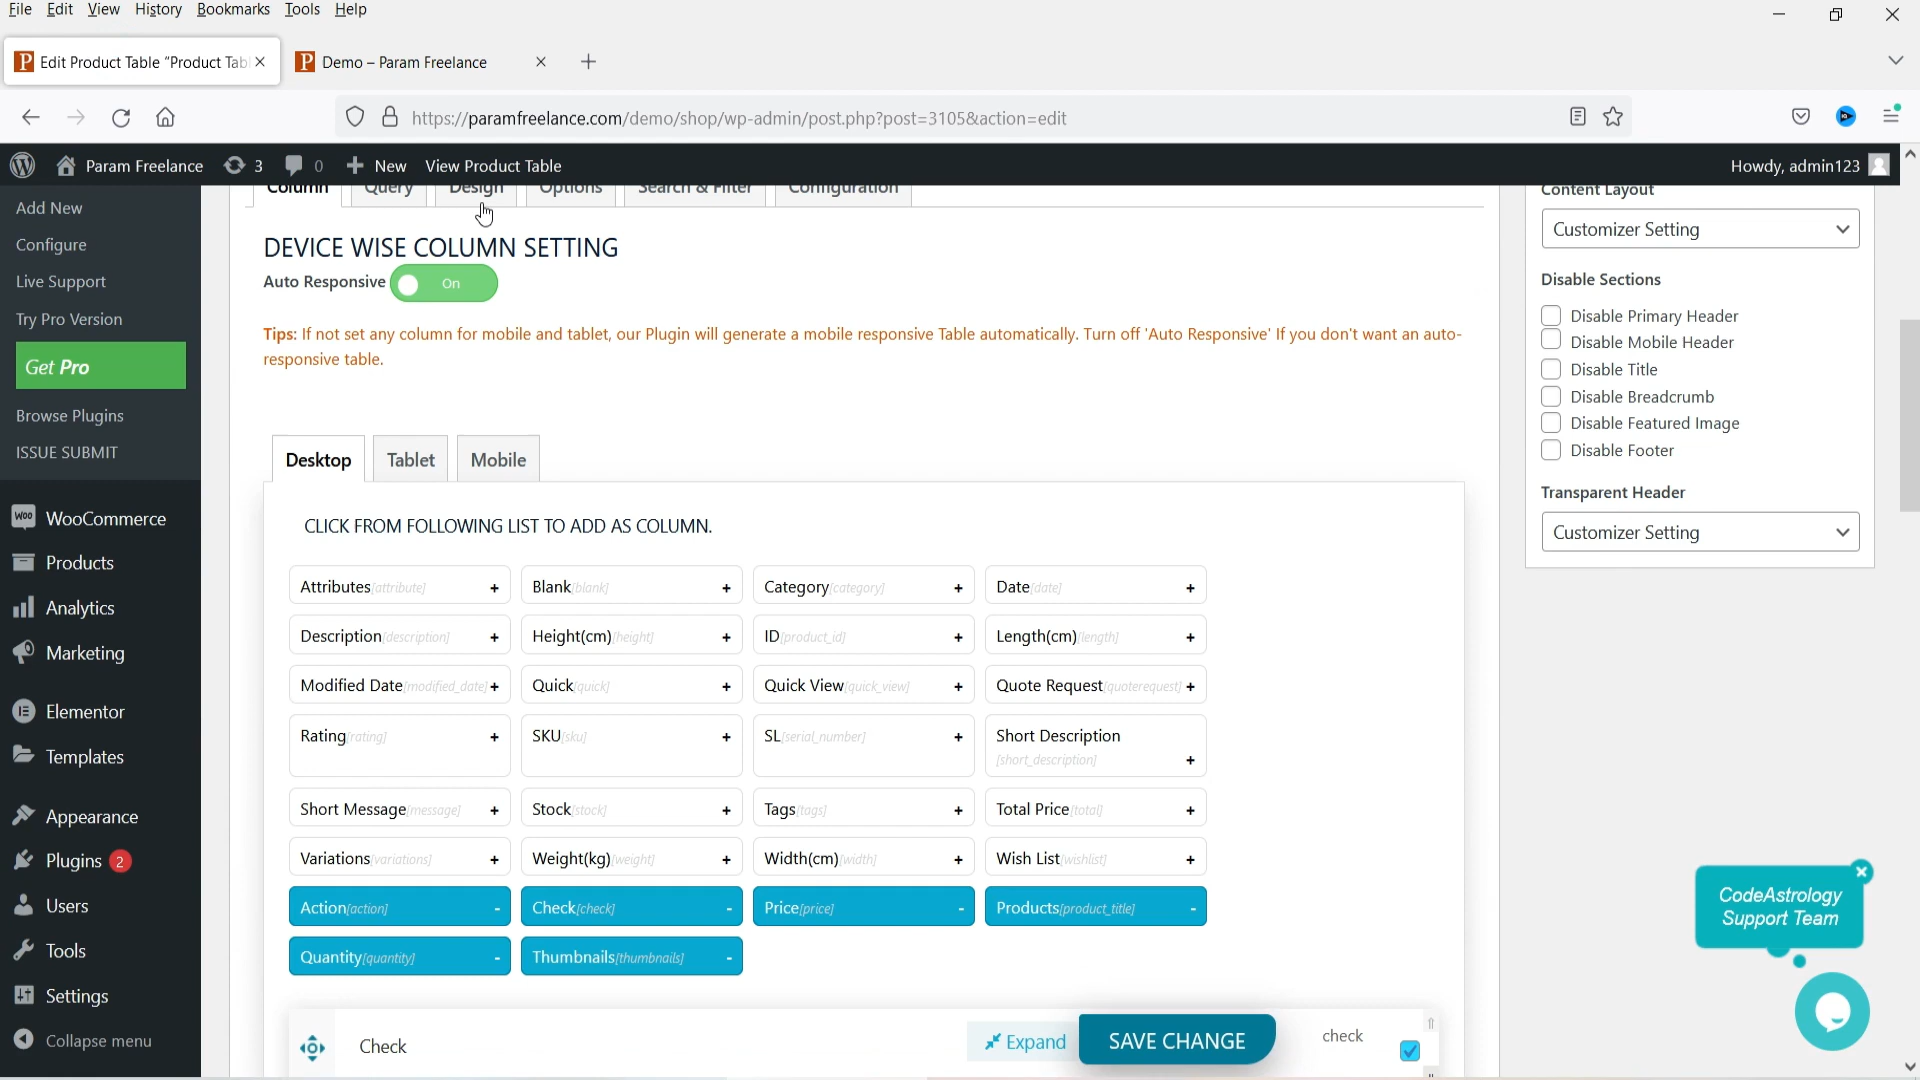 File Edit View History Bookmarks Tools Help
Edit Product Table "Product Tab
Demo – Param Freelance
https://paramfreelance.com/demo/shop/wp-admin/post.php?post=3105&action=edit
Param Freelance 3 0 New View Product Table Howdy, admin123
Add New
Configure
Live Support
Try Pro Version
Get Pro
Browse Plugins
ISSUE SUBMIT
WooCommerce
Products
Analytics
Marketing
Elementor
Templates
Appearance
Plugins 2
Users
Tools
Settings
Collapse menu
Column Query Design Options Search & Filter Configuration
DEVICE WISE COLUMN SETTING
Auto Responsive On
Tips: If not set any column for mobile and tablet, our Plugin will generate a mobile responsive Table automatically. Turn off 'Auto Responsive' If you don't want an auto-
responsive table.
Desktop Tablet Mobile
CLICK FROM FOLLOWING LIST TO ADD AS COLUMN.
Attributes[attribute] + Blank[blank] + Category[category] + Date[date] +
Description[description] + Height(cm)[height] + ID[product_id] + Length(cm)[length] +
Modified Date[modified_date] + Quick[quick] + Quick View[quick_view] + Quote Request[quoterequest] +
Rating[rating] + SKU[sku] + SL[serial_number] + Short Description
[short_description] +
Short Message[message] + Stock[stock] + Tags[tags] + Total Price[total] +
Variations[variations] + Weight(kg)[weight] + Width(cm)[width] + Wish List[wishlist] +
Action[action] - Check[check] - Price[price] - Products[product_title] -
Quantity[quantity] - Thumbnails[thumbnails] -
Check Expand SAVE CHANGE check
Content Layout
Customizer Setting
Disable Sections
Disable Primary Header
Disable Mobile Header
Disable Title
Disable Breadcrumb
Disable Featured Image
Disable Footer
Transparent Header
Customizer Setting
CodeAstrology
Support Team